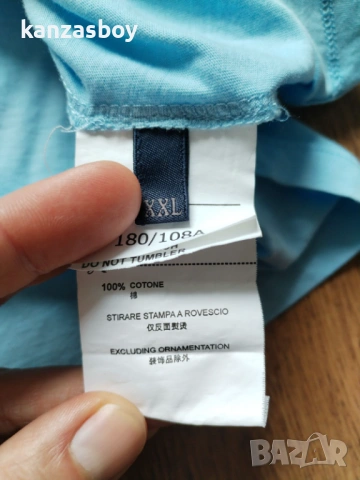 kanzasboy
XXL
180/108A
DO NOT TUMBLER
100% COTONE
棉
STIRARE STAMPA A ROVESCIO
仅反面熨烫
EXCLUDING ORNAMENTATION
装饰品除外
BAZAR